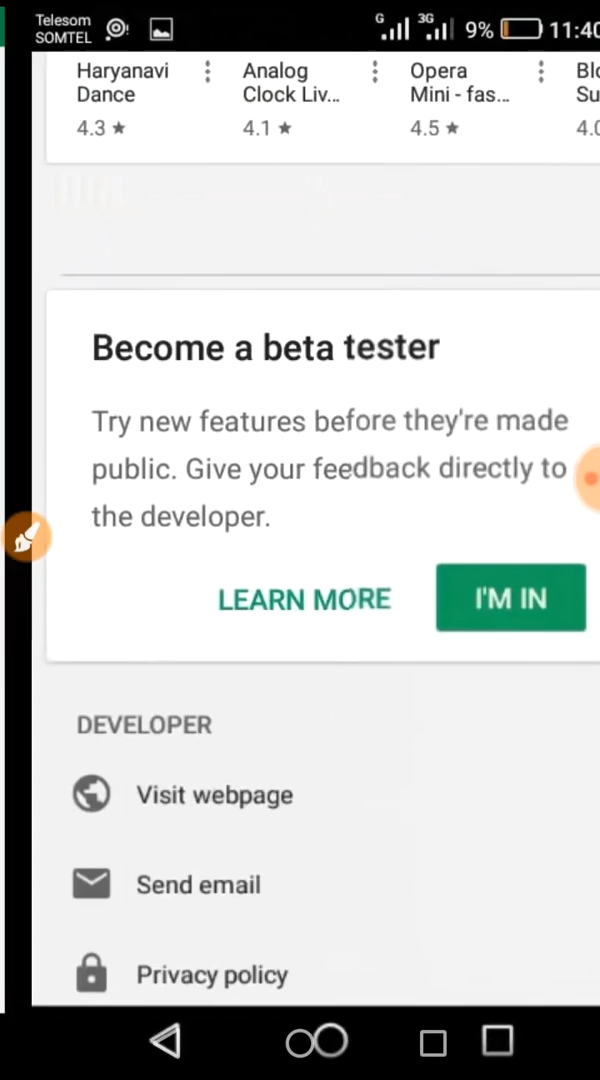 Telesom
SOMTEL
G 3G 9% 11:40
Haryanavi Dance
Analog Clock Liv...
Opera Mini - fas...
4.3 ★
4.1 ★
4.5 ★
4.0
Become a beta tester
Try new features before they're made
public. Give your feedback directly to
the developer.
LEARN MORE
I'M IN
DEVELOPER
Visit webpage
Send email
Privacy policy